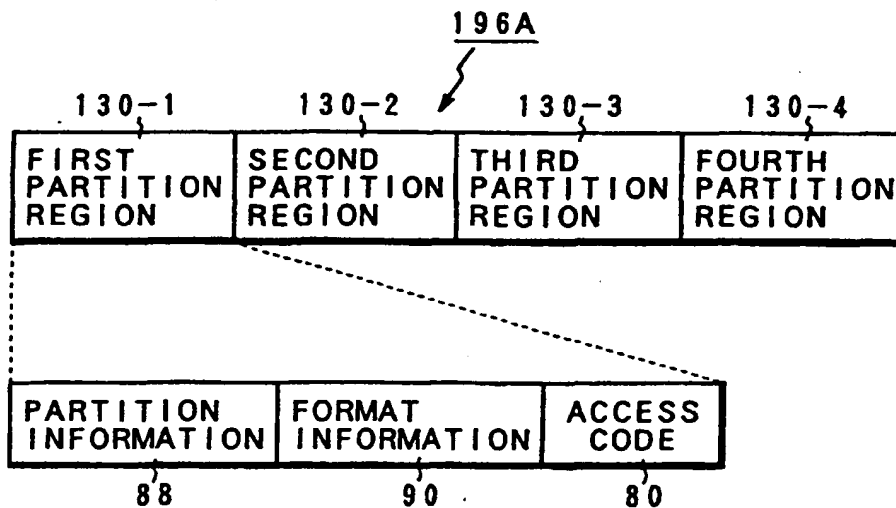 196A
130-1 130-2 130-3 130-4
FIRST PARTITION REGION
SECOND PARTITION REGION
THIRD PARTITION REGION
FOURTH PARTITION REGION
PARTITION INFORMATION
FORMAT INFORMATION
ACCESS CODE
88 90 80